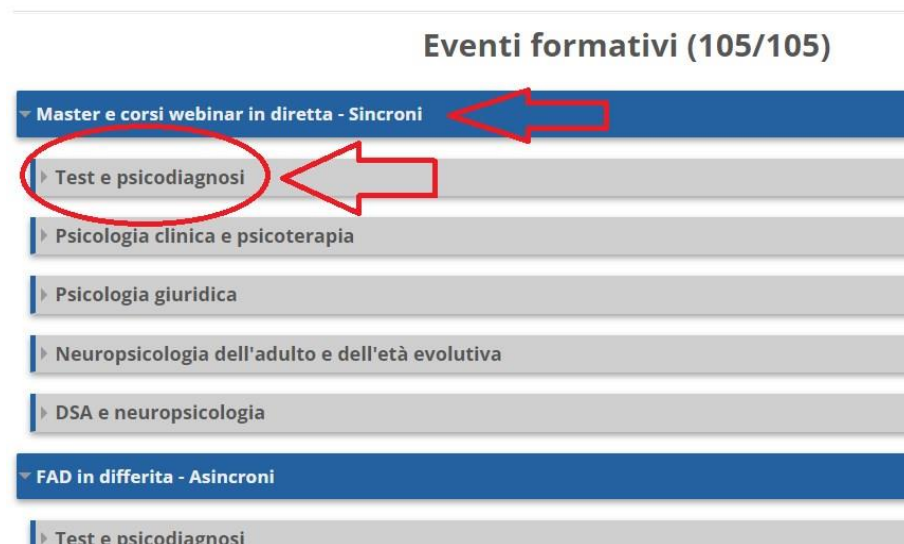 Eventi formativi (105/105)
Master e corsi webinar in diretta - Sincroni
Test e psicodiagnosi
Psicologia clinica e psicoterapia
Psicologia giuridica
Neuropsicologia dell'adulto e dell'età evolutiva
DSA e neuropsicologia
FAD in differita - Asincroni
Test e psicodiagnosi